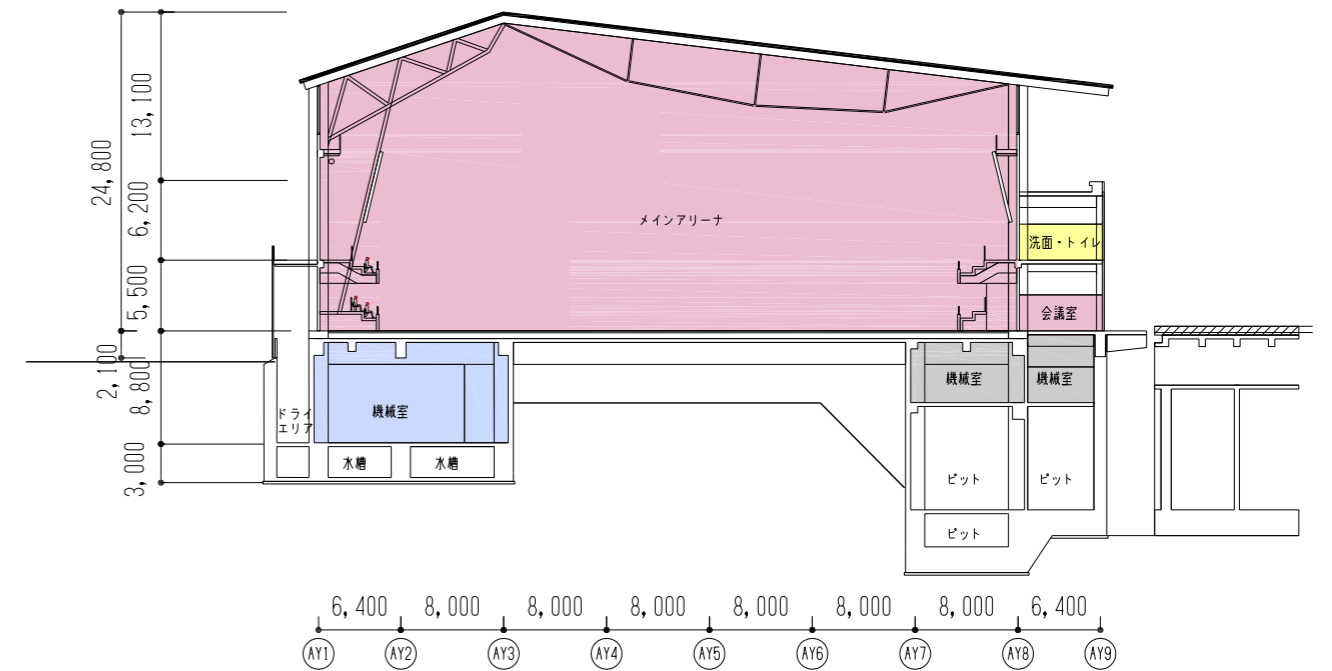 24,800
13,100
6,200
5,500
2,100
8,800
3,000
メインアリーナ
洗面・トイレ
会議室
機械室
機械室
機械室
ドライ
エリア
水槽
水槽
ピット
ピット
ピット
6,400 8,000 8,000 8,000 8,000 8,000 8,000 6,400
AY1 AY2 AY3 AY4 AY5 AY6 AY7 AY8 AY9